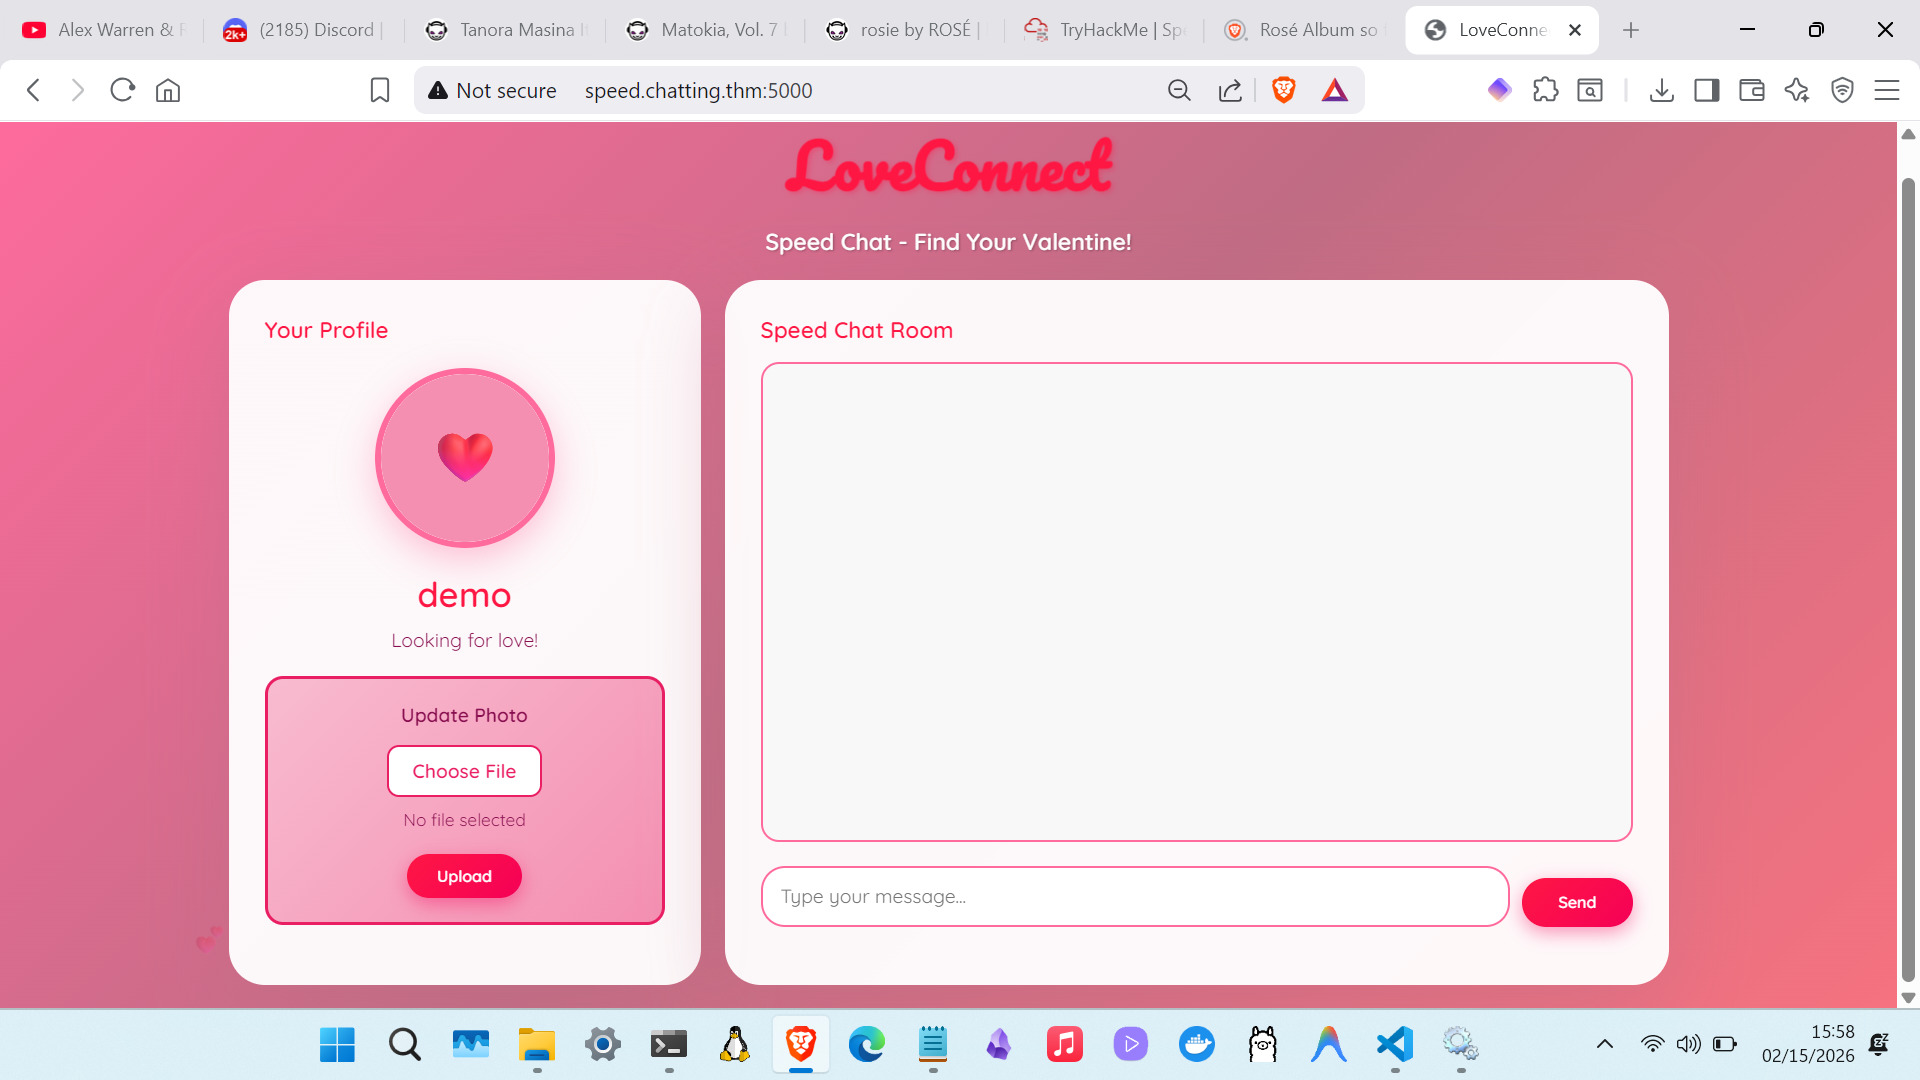 Alex Warren & R
(2185) Discord |
Tanora Masina I
Matokia, Vol. 7
rosie by ROSÉ |
TryHackMe | Spe
Rosé Album so
LoveConne
Not secure speed.chatting.thm:5000
LoveConnect
Speed Chat - Find Your Valentine!
Your Profile
demo
Looking for love!
Update Photo
Choose File
No file selected
Upload
Speed Chat Room
Type your message...
Send
2k+
15:58
02/15/2026